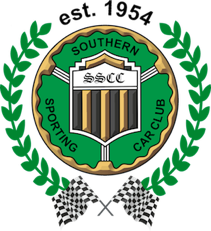 est. 1954
SOUTHERN
SSCC
SPORTING
CAR CLUB